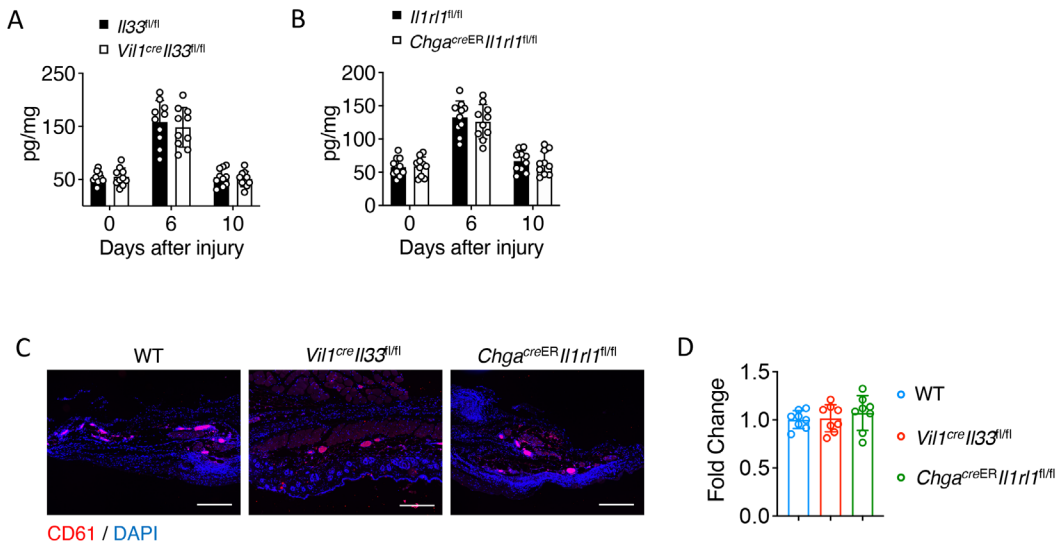 A
Il33fl/fl
Vil1creIl33fl/fl
250
150
50
pg/mg
0 6 10
Days after injury
B
Il1rl1fl/fl
ChgacreERIl1rl1fl/fl
200
150
100
50
0
pg/mg
0 6 10
Days after injury
C
WT Vil1creIl33fl/fl ChgacreERIl1rl1fl/fl
CD61 / DAPI
D
1.5
1.0
0.5
0.0
Fold Change
WT
Vil1creIl33fl/fl
ChgacreERIl1rl1fl/fl